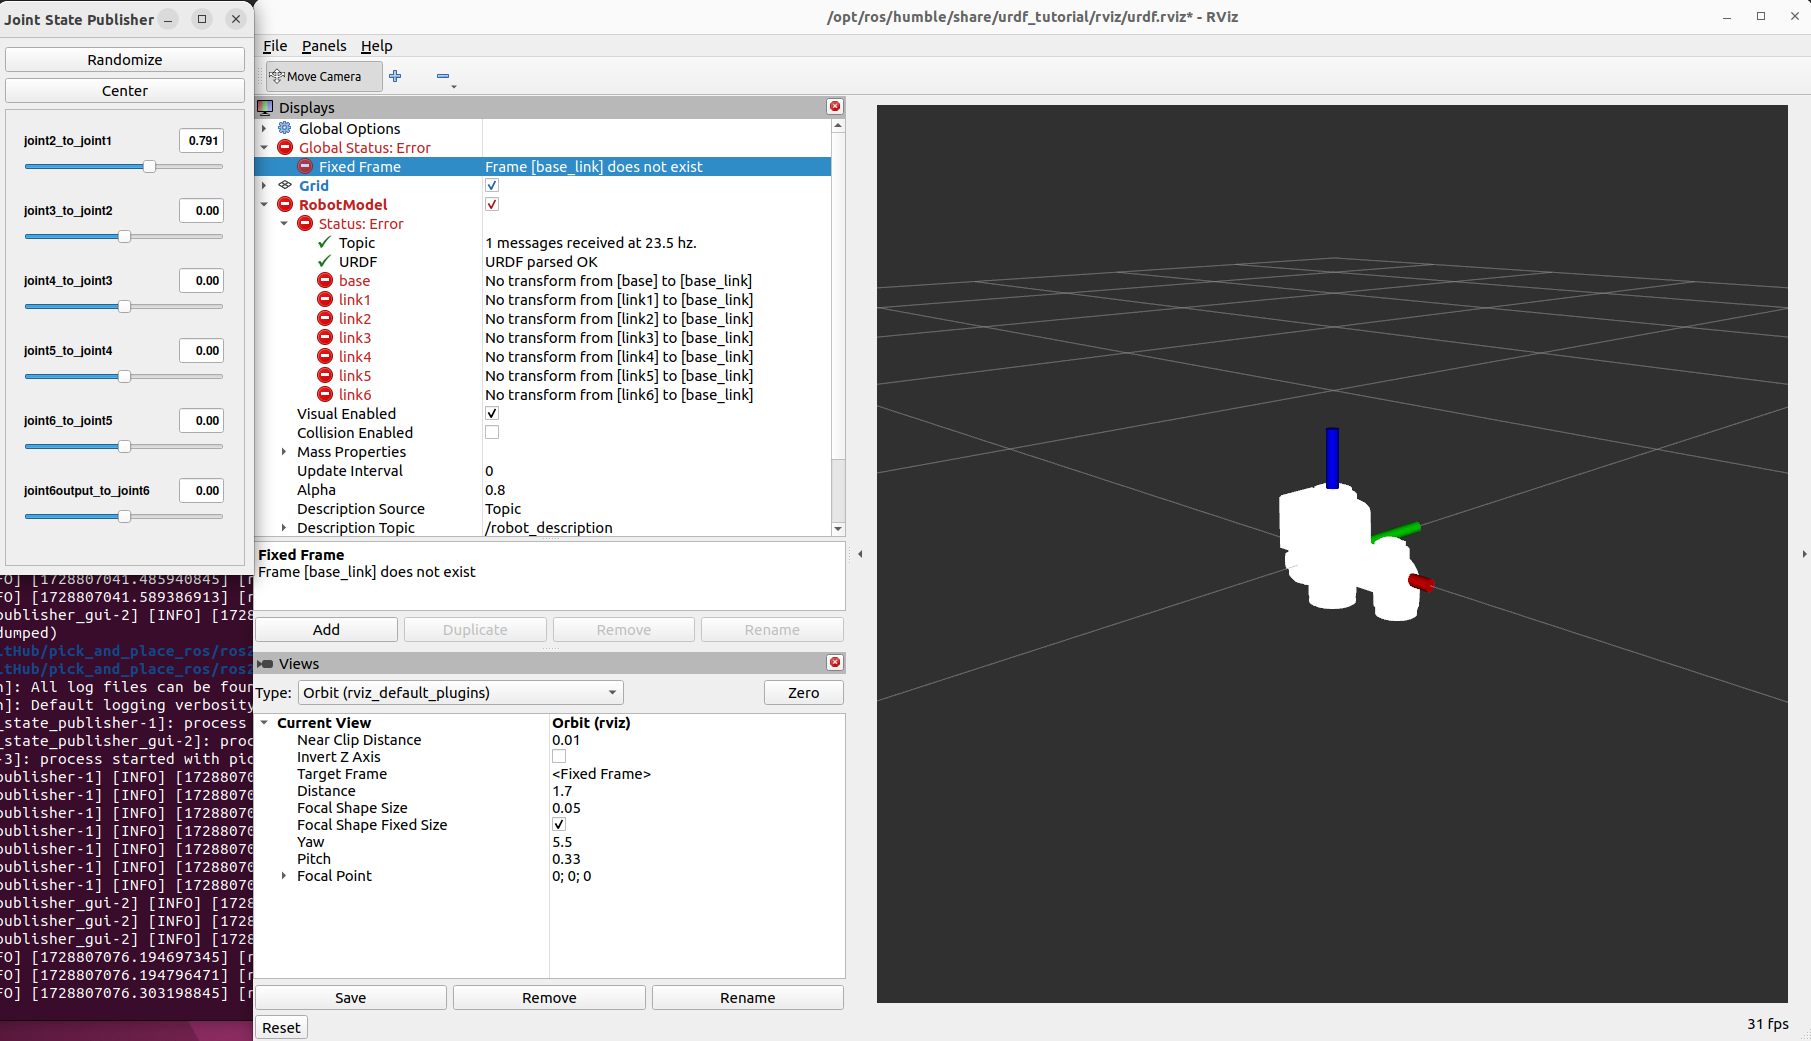 Joint State Publisher
Randomize
Center
joint2_to_joint1 0.791
joint3_to_joint2 0.00
joint4_to_joint3 0.00
joint5_to_joint4 0.00
joint6_to_joint5 0.00
joint6output_to_joint6 0.00
FO] [1728807041.485940845] [r
FO] [1728807041.589386913] [r
publisher_gui-2] [INFO] [1728
dumped)
itHub/pick_and_place_ros/ros2
itHub/pick_and_place_ros/ros2
h]: All log files can be four
h]: Default logging verbosity
_state_publisher-1]: process
_state_publisher_gui-2]: proc
-3]: process started with pid
publisher-1] [INFO] [17288070
publisher-1] [INFO] [17288070
publisher-1] [INFO] [17288070
publisher-1] [INFO] [17288070
publisher-1] [INFO] [17288070
publisher-1] [INFO] [17288070
publisher-1] [INFO] [17288070
publisher_gui-2] [INFO] [1728
publisher_gui-2] [INFO] [1728
publisher_gui-2] [INFO] [1728
FO] [1728807076.194697345] [r
FO] [1728807076.194796471] [r
FO] [1728807076.303198845] [r
/opt/ros/humble/share/urdf_tutorial/rviz/urdf.rviz* - RViz
File Panels Help
Move Camera
Displays
Global Options
Global Status: Error
Fixed Frame Frame [base_link] does not exist
Grid
RobotModel
Status: Error
Topic 1 messages received at 23.5 hz.
URDF URDF parsed OK
base No transform from [base] to [base_link]
link1 No transform from [link1] to [base_link]
link2 No transform from [link2] to [base_link]
link3 No transform from [link3] to [base_link]
link4 No transform from [link4] to [base_link]
link5 No transform from [link5] to [base_link]
link6 No transform from [link6] to [base_link]
Visual Enabled
Collision Enabled
Mass Properties
Update Interval 0
Alpha 0.8
Description Source Topic
Description Topic /robot_description
Fixed Frame
Frame [base_link] does not exist
Add Duplicate Remove Rename
Views
Type: Orbit (rviz_default_plugins) Zero
Current View Orbit (rviz)
Near Clip Distance 0.01
Invert Z Axis
Target Frame <Fixed Frame>
Distance 1.7
Focal Shape Size 0.05
Focal Shape Fixed Size
Yaw 5.5
Pitch 0.33
Focal Point 0; 0; 0
Save Remove Rename
Reset
31 fps